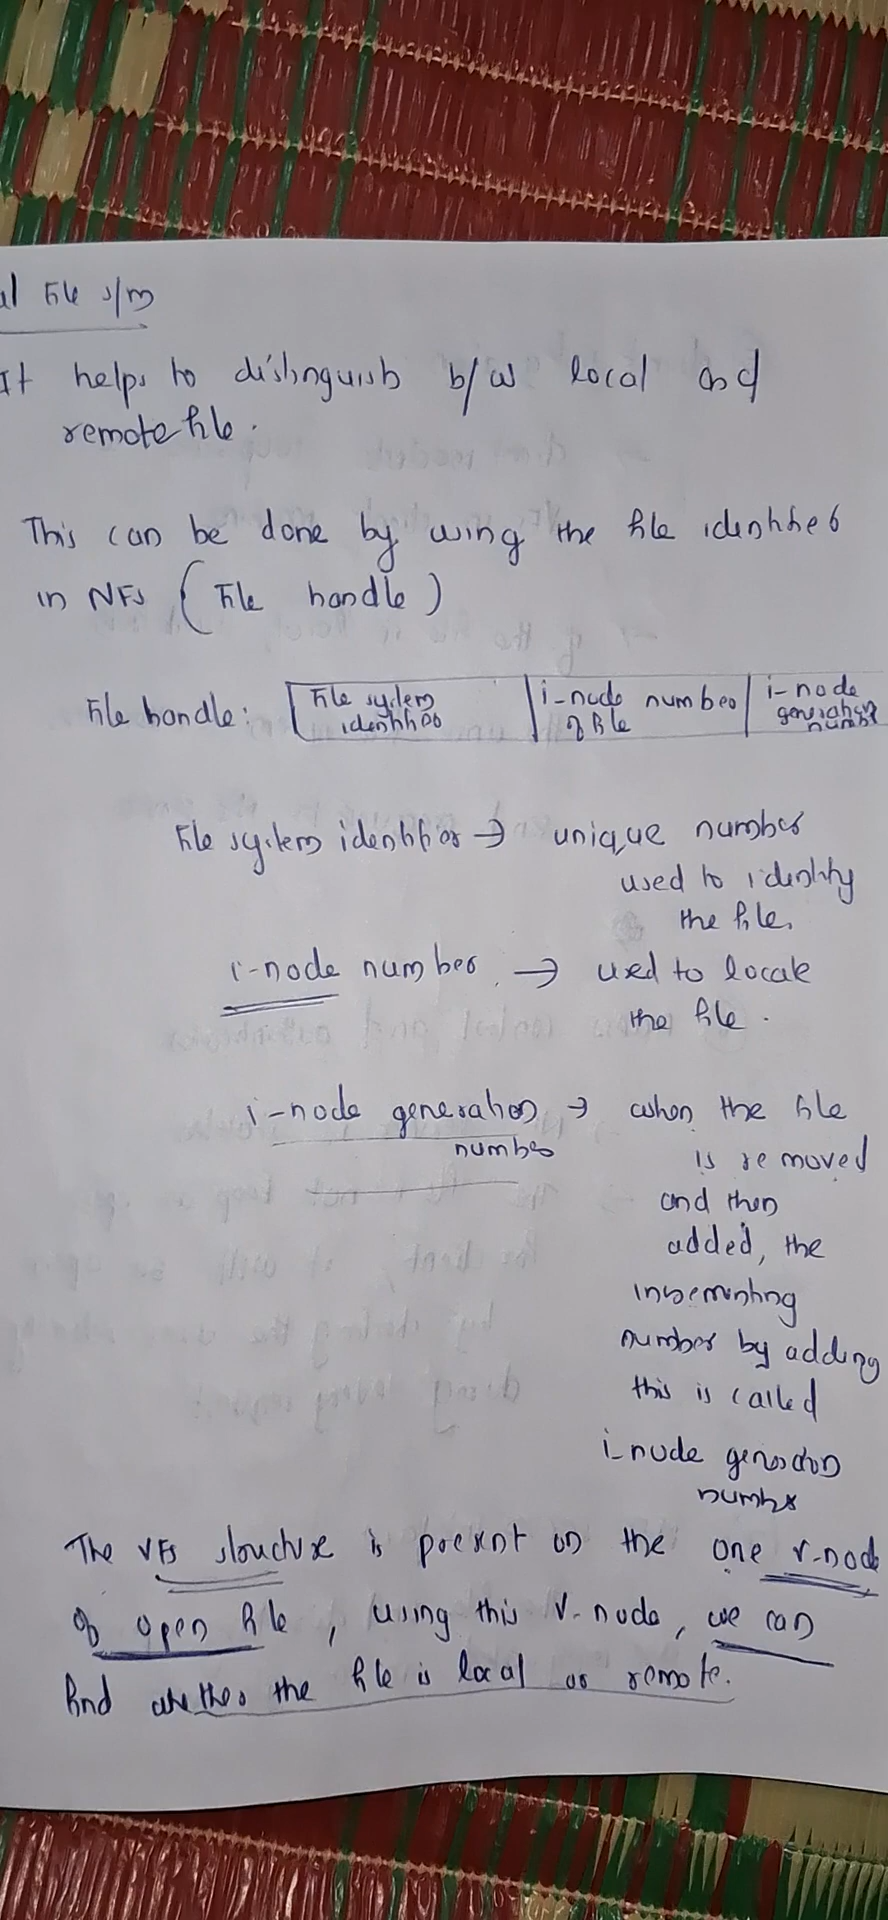 al File s/m
It helps to distinguish b/w local and
remote file.
This can be done by using the file identifier
in NFS (File handle)
File handle: File system identifier | i-node number of file | i-node generation number
File system identifier → unique number
used to identify
the file.
i-node number. → used to locate
the file.
i-node generation number → when the file
is removed
and then
added, the
incrementing
number by adding
this is called
i-node generation
number
The VFS structure is present on the one v-node
of open file, using this v-node, we can
find whether the file is local or remote.